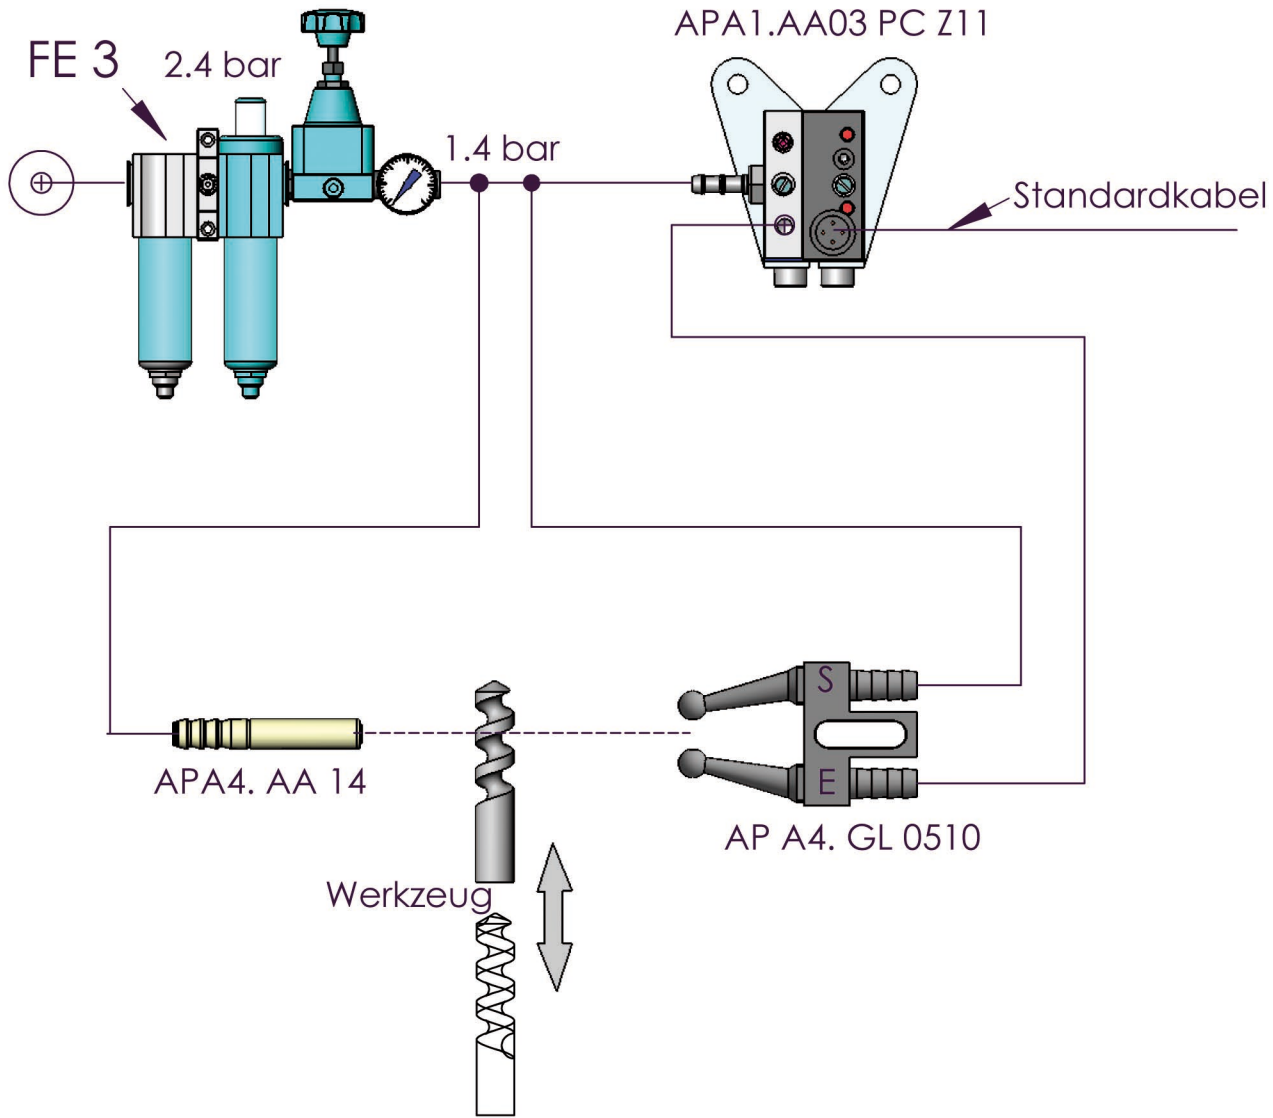 APA1.AA03 PC Z11
FE 3
2.4 bar
1.4 bar
Standardkabel
S
E
APA4. AA 14
AP A4. GL 0510
Werkzeug